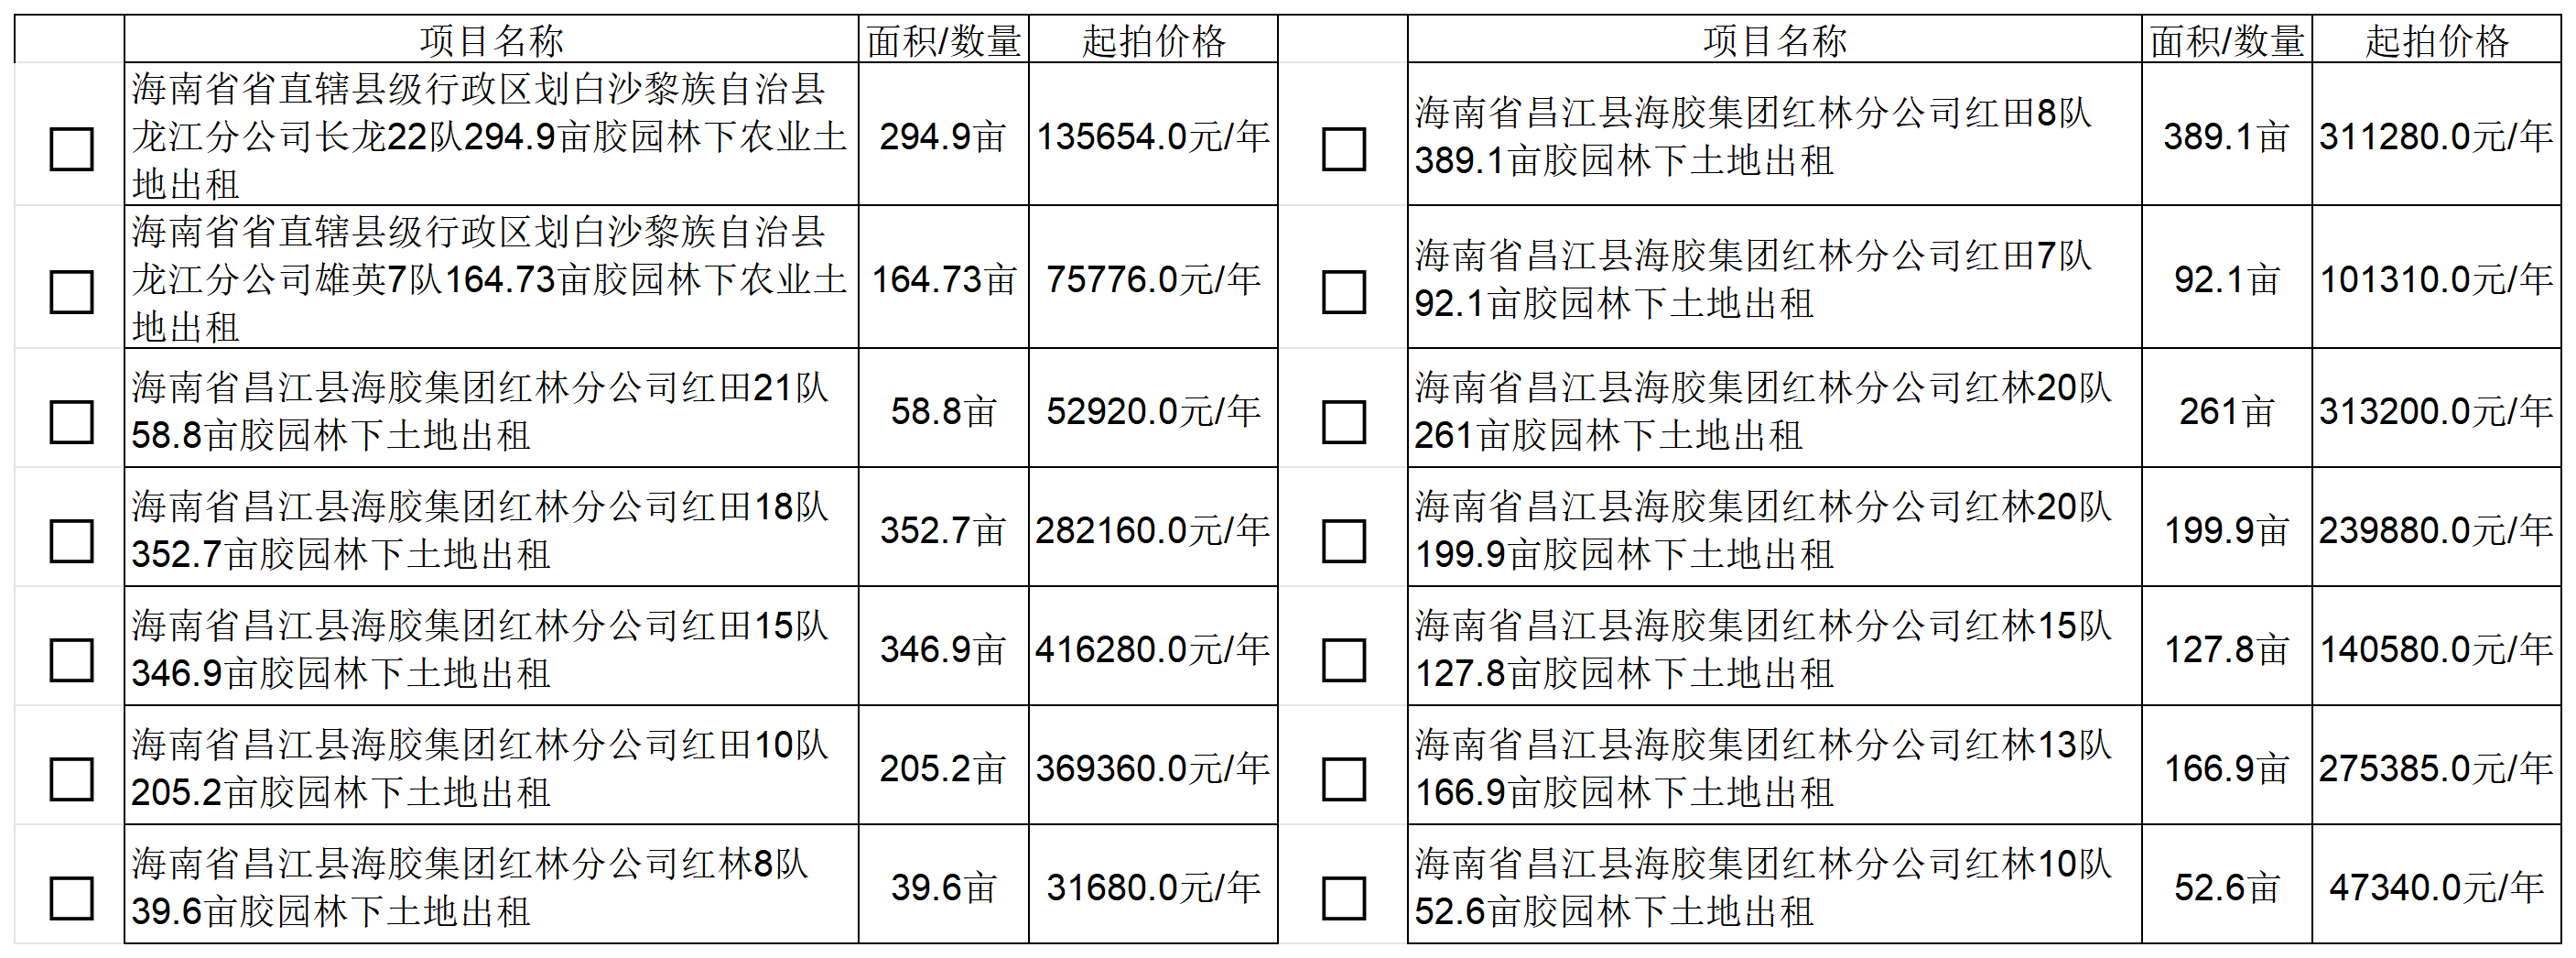 项目名称 面积/数量 起拍价格 项目名称 面积/数量 起拍价格
海南省省直辖县级行政区划白沙黎族自治县
龙江分公司长龙22队294.9亩胶园林下农业土
地出租
294.9亩
135654.0元/年
海南省昌江县海胶集团红林分公司红田8队
389.1亩胶园林下土地出租
389.1亩
311280.0元/年
海南省省直辖县级行政区划白沙黎族自治县
龙江分公司雄英7队164.73亩胶园林下农业土
地出租
164.73亩
75776.0元/年
海南省昌江县海胶集团红林分公司红田7队
92.1亩胶园林下土地出租
92.1亩
101310.0元/年
海南省昌江县海胶集团红林分公司红田21队
58.8亩胶园林下土地出租
58.8亩
52920.0元/年
海南省昌江县海胶集团红林分公司红林20队
261亩胶园林下土地出租
261亩
313200.0元/年
海南省昌江县海胶集团红林分公司红田18队
352.7亩胶园林下土地出租
352.7亩
282160.0元/年
海南省昌江县海胶集团红林分公司红林20队
199.9亩胶园林下土地出租
199.9亩
239880.0元/年
海南省昌江县海胶集团红林分公司红田15队
346.9亩胶园林下土地出租
346.9亩
416280.0元/年
海南省昌江县海胶集团红林分公司红林15队
127.8亩胶园林下土地出租
127.8亩
140580.0元/年
海南省昌江县海胶集团红林分公司红田10队
205.2亩胶园林下土地出租
205.2亩
369360.0元/年
海南省昌江县海胶集团红林分公司红林13队
166.9亩胶园林下土地出租
166.9亩
275385.0元/年
海南省昌江县海胶集团红林分公司红林8队
39.6亩胶园林下土地出租
39.6亩
31680.0元/年
海南省昌江县海胶集团红林分公司红林10队
52.6亩胶园林下土地出租
52.6亩
47340.0元/年